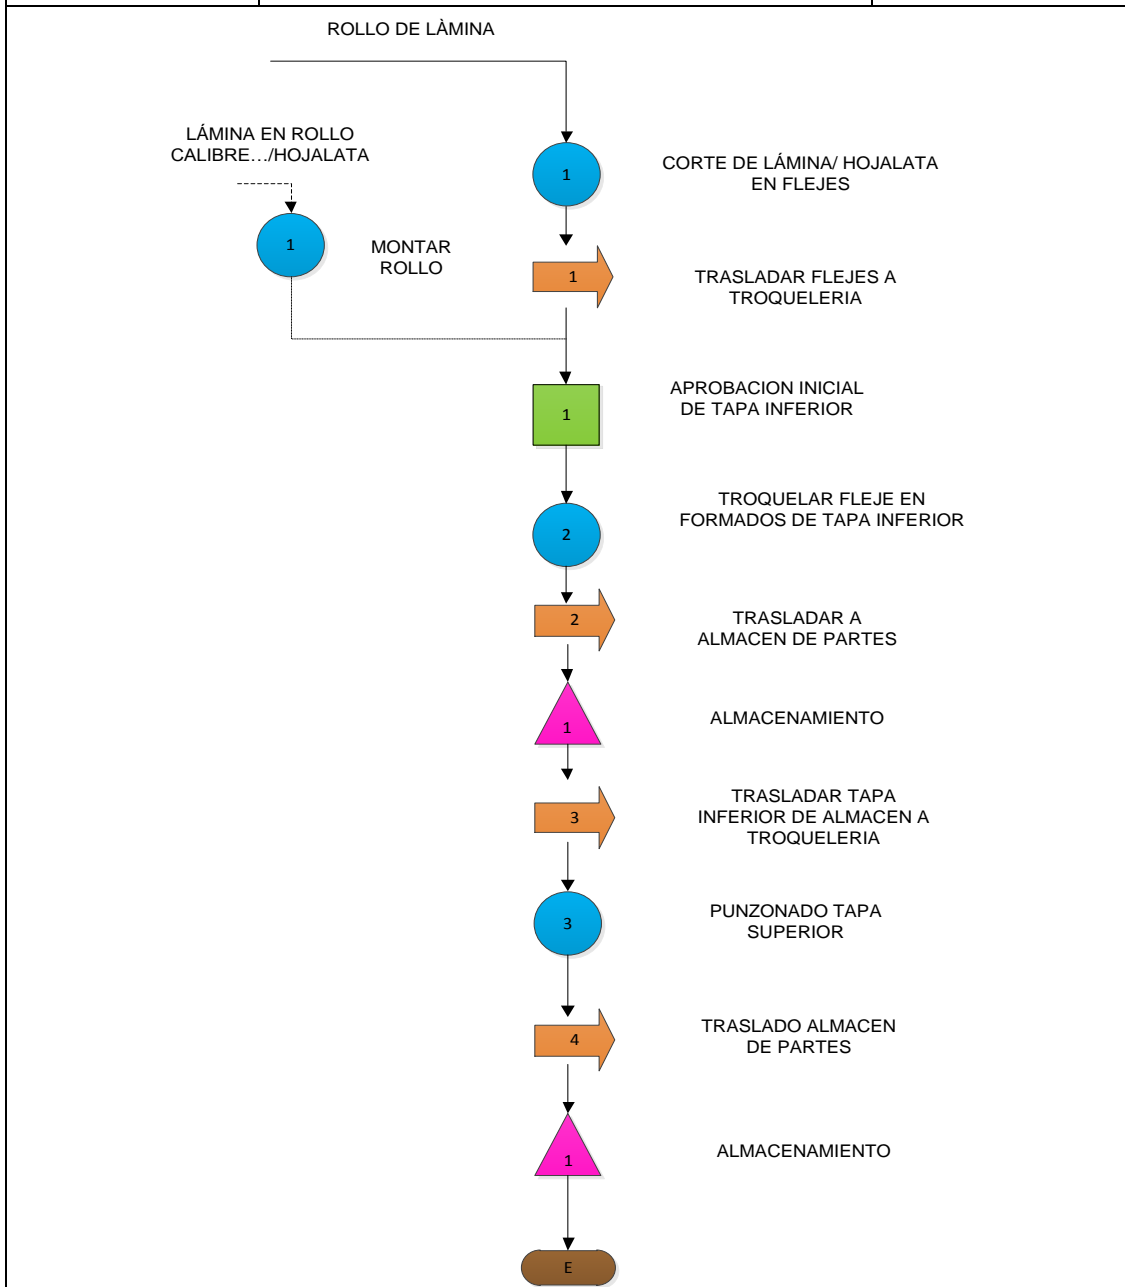 ROLLO DE LÀMINA
LÁMINA EN ROLLO
CALIBRE.../HOJALATA
1
CORTE DE LÁMINA/ HOJALATA
EN FLEJES
1
MONTAR
ROLLO
1
TRASLADAR FLEJES A
TROQUELERIA
1
APROBACION INICIAL
DE TAPA INFERIOR
2
TROQUELAR FLEJE EN
FORMADOS DE TAPA INFERIOR
2
TRASLADAR A
ALMACEN DE PARTES
1
ALMACENAMIENTO
3
TRASLADAR TAPA
INFERIOR DE ALMACEN A
TROQUELERIA
3
PUNZONADO TAPA
SUPERIOR
4
TRASLADO ALMACEN
DE PARTES
1
ALMACENAMIENTO
E